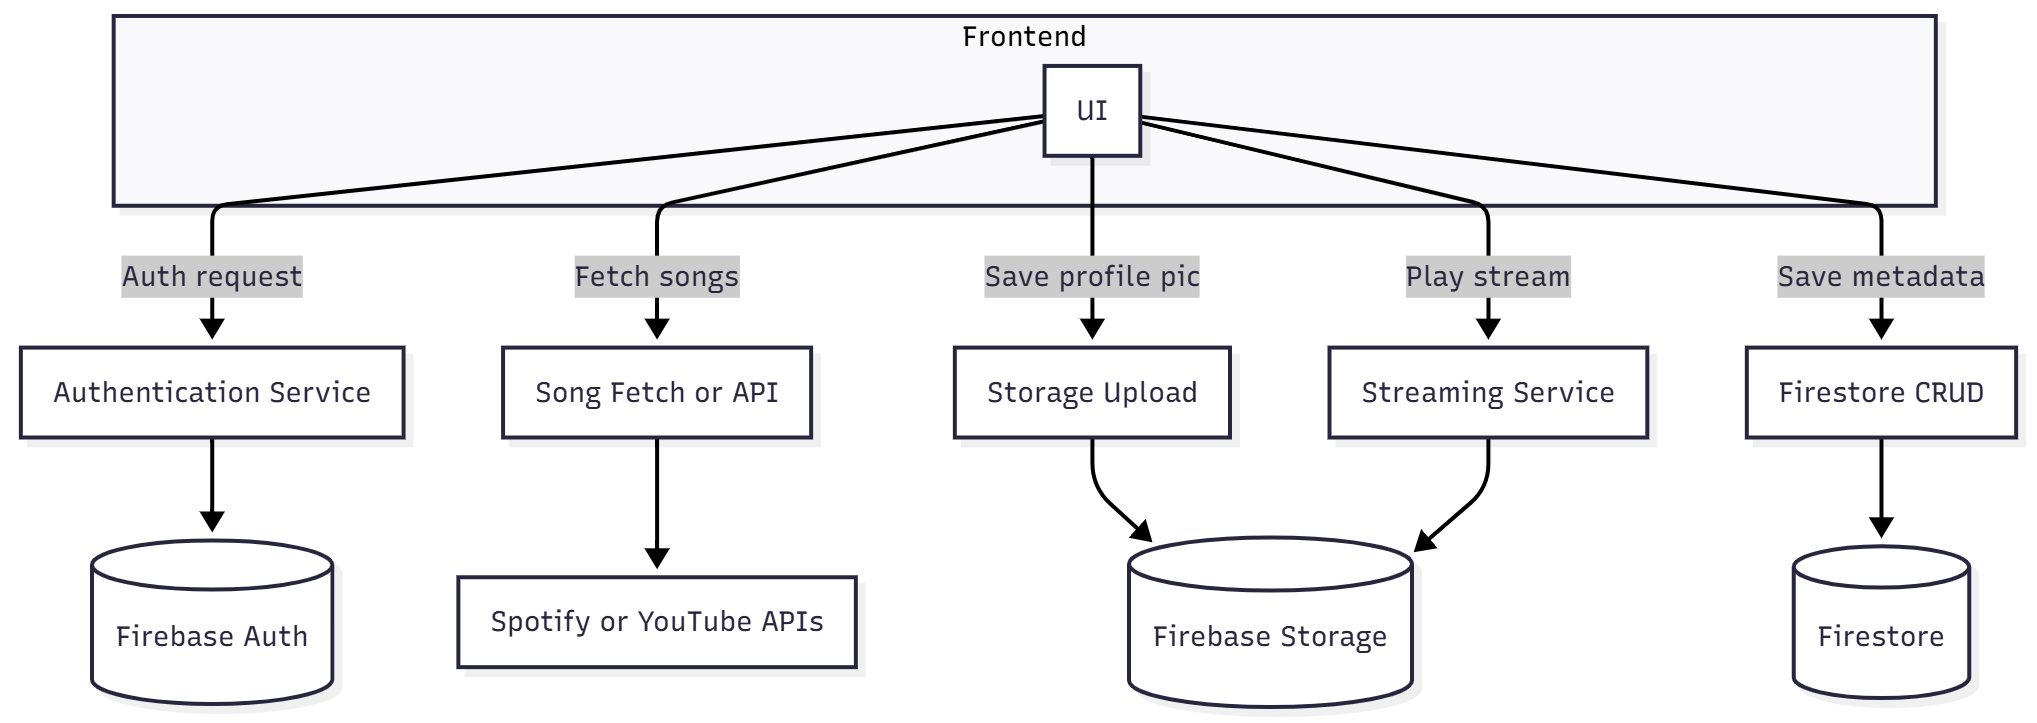 Frontend
UI
Auth request
Fetch songs
Save profile pic
Play stream
Save metadata
Authentication Service
Song Fetch or API
Storage Upload
Streaming Service
Firestore CRUD
Firebase Auth
Spotify or YouTube APIs
Firebase Storage
Firestore